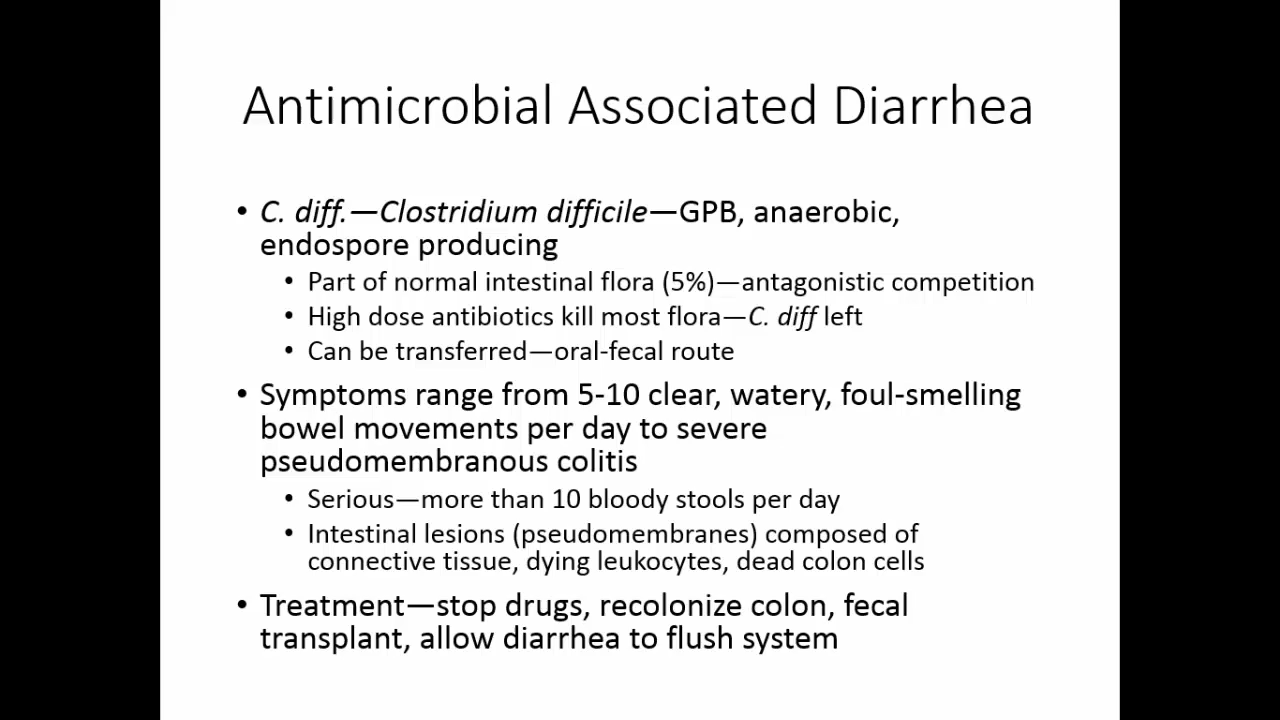 Antimicrobial Associated Diarrhea
• C. diff.—Clostridium difficile—GPB, anaerobic,
endospore producing
• Part of normal intestinal flora (5%)—antagonistic competition
• High dose antibiotics kill most flora—C. diff left
• Can be transferred—oral-fecal route
• Symptoms range from 5-10 clear, watery, foul-smelling
bowel movements per day to severe
pseudomembranous colitis
• Serious—more than 10 bloody stools per day
• Intestinal lesions (pseudomembranes) composed of
connective tissue, dying leukocytes, dead colon cells
• Treatment—stop drugs, recolonize colon, fecal
transplant, allow diarrhea to flush system